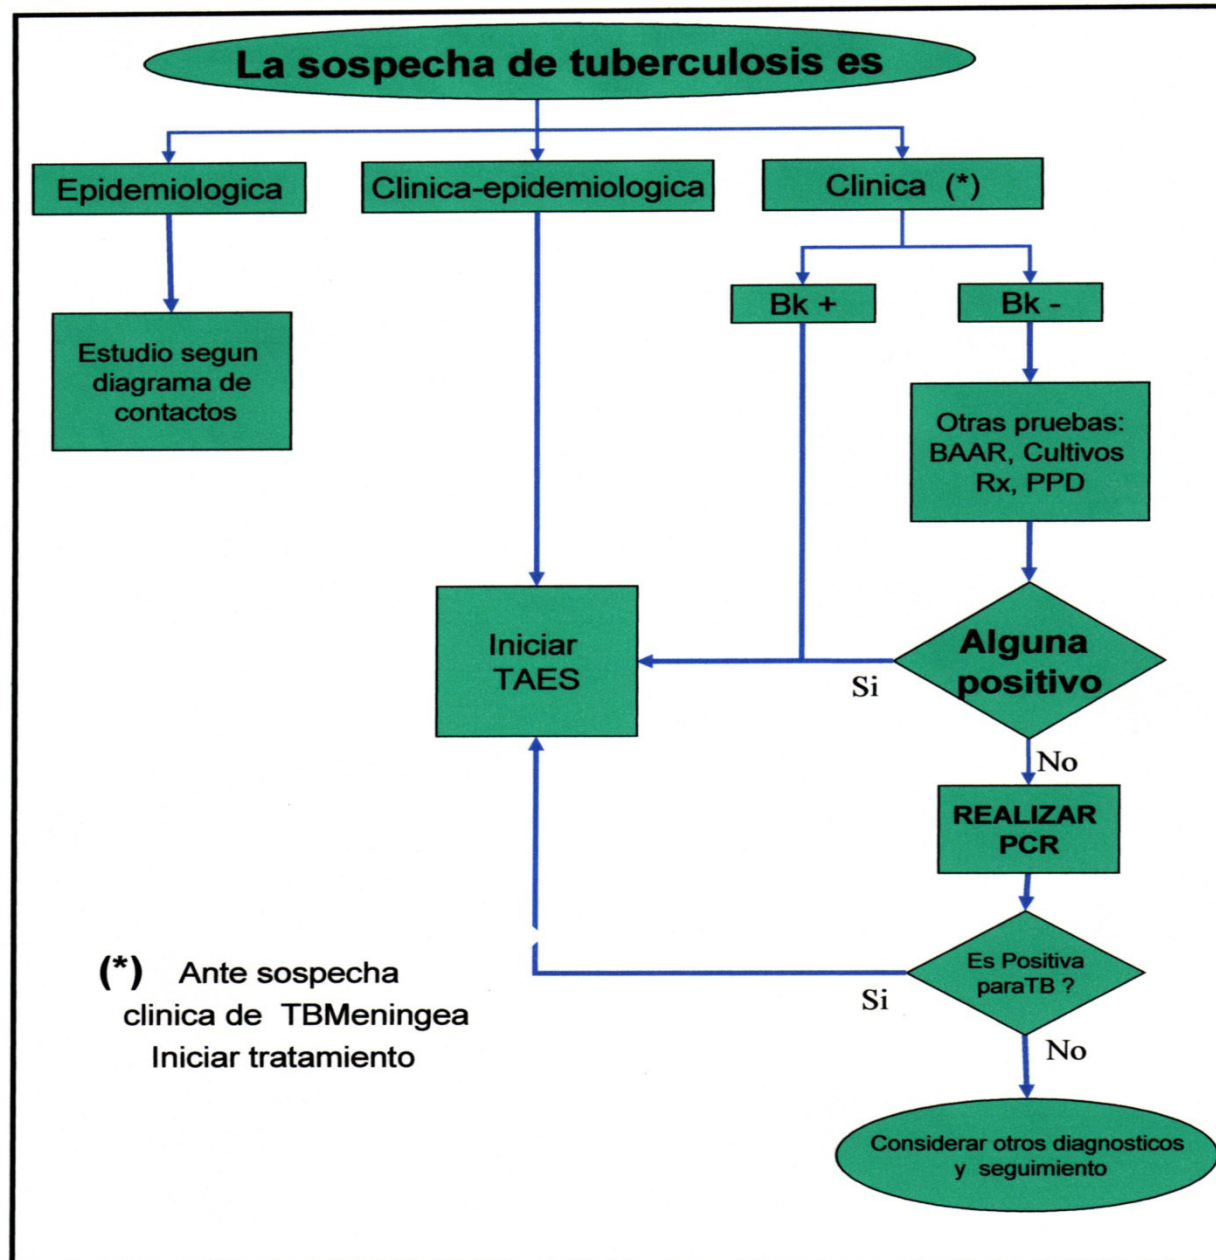 La sospecha de tuberculosis es
Epidemiologica
Clinica-epidemiologica
Clinica (*)
Bk +
Bk -
Estudio segun
diagrama de
contactos
Otras pruebas:
BAAR, Cultivos
Rx, PPD
Iniciar
TAES
Alguna
positivo
Si
No
REALIZAR
PCR
Es Positiva
paraTB ?
Si
No
(*) Ante sospecha
clinica de TBMeningea
Iniciar tratamiento
Considerar otros diagnosticos
y seguimiento